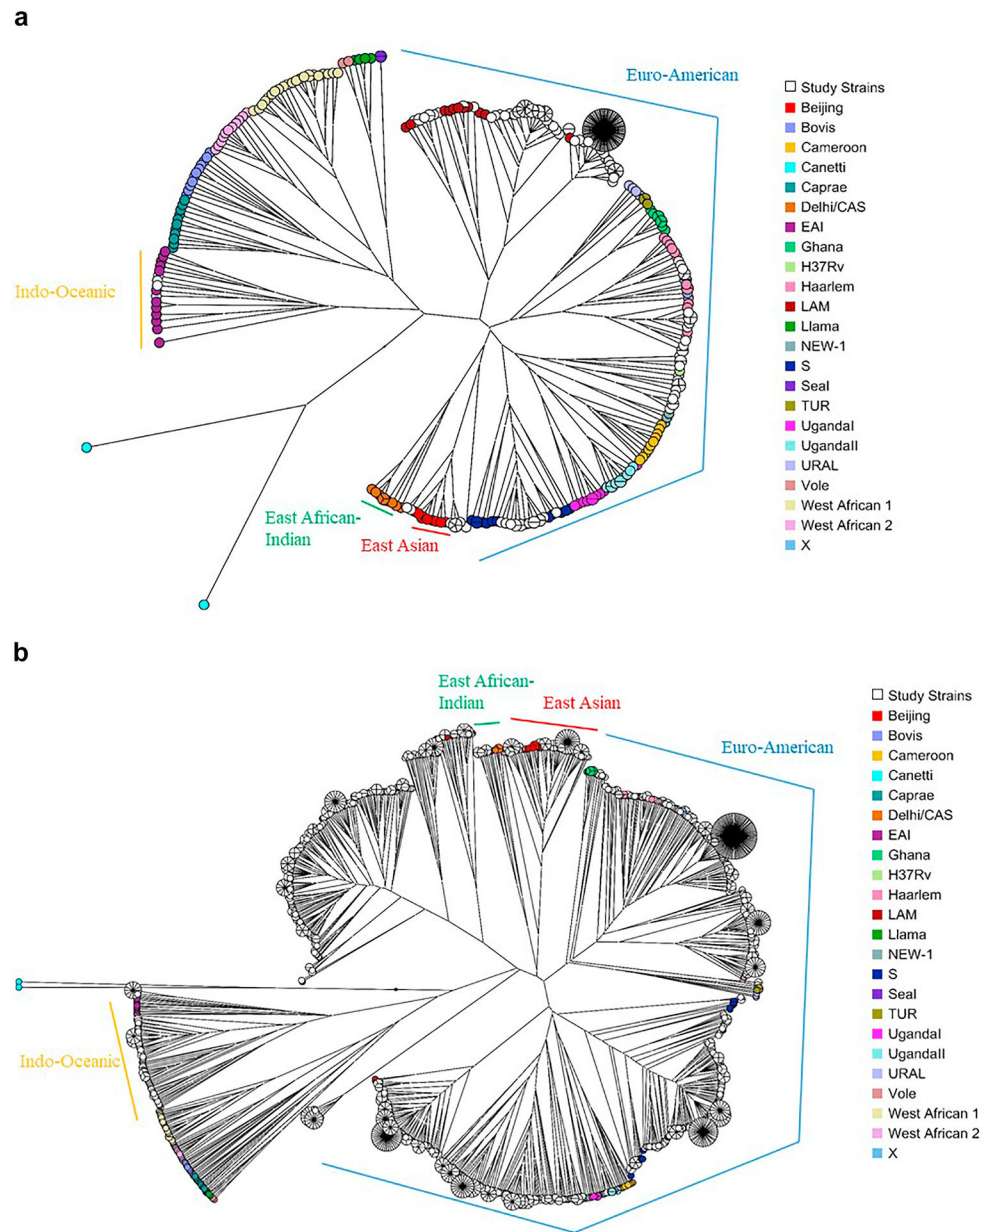 a
Euro-American
Indo-Oceanic
East African-
Indian
East Asian
Study Strains
Beijing
Bovis
Cameroon
Canetti
Caprae
Delhi/CAS
EAI
Ghana
H37Rv
Haarlem
LAM
Llama
NEW-1
S
Seal
TUR
UgandaI
UgandaII
URAL
Vole
West African 1
West African 2
X
b
East African-
Indian
East Asian
Euro-American
Indo-Oceanic
Study Strains
Beijing
Bovis
Cameroon
Canetti
Caprae
Delhi/CAS
EAI
Ghana
H37Rv
Haarlem
LAM
Llama
NEW-1
S
Seal
TUR
UgandaI
UgandaII
URAL
Vole
West African 1
West African 2
X